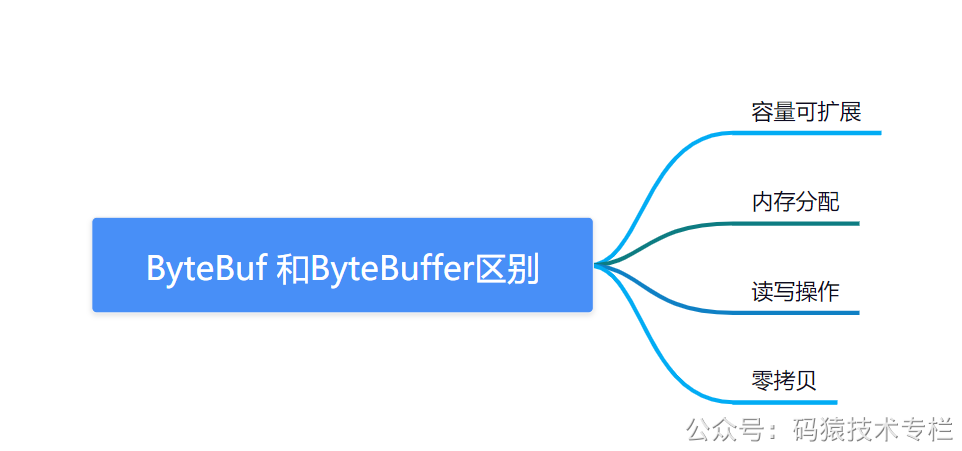 容量可扩展
内存分配
ByteBuf 和ByteBuffer区别
读写操作
零拷贝
公众号：码猿技术专栏